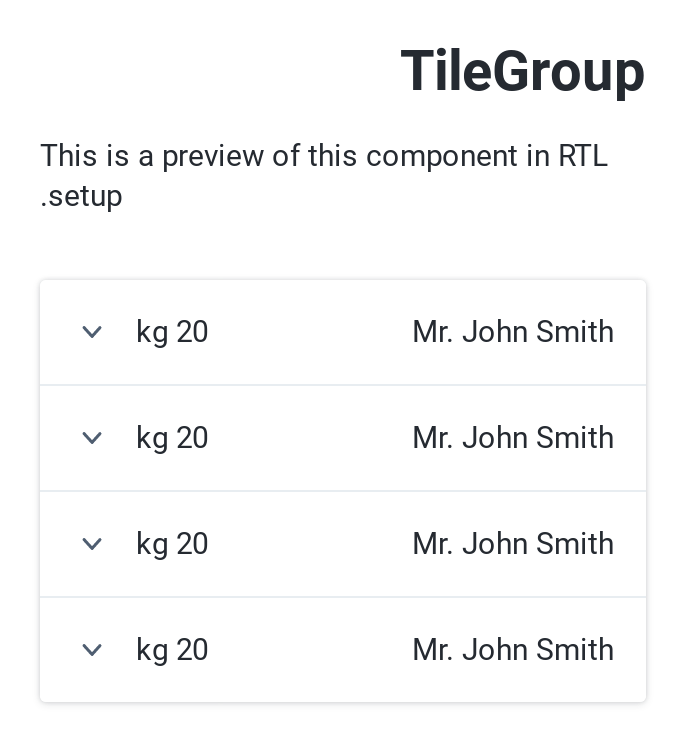 TileGroup
This is a preview of this component in RTL
.setup
Mr. John Smith kg 20
Mr. John Smith kg 20
Mr. John Smith kg 20
Mr. John Smith kg 20